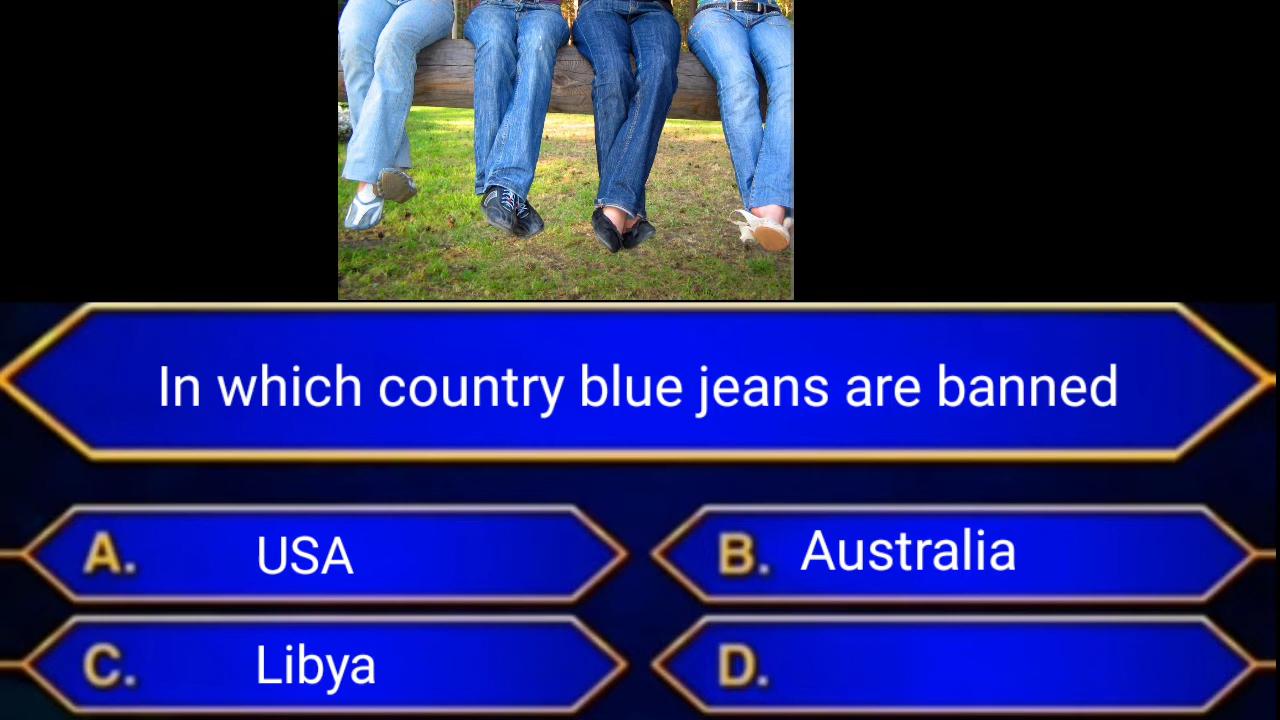 In which country blue jeans are banned
A. USA
B. Australia
C. Libya
D.